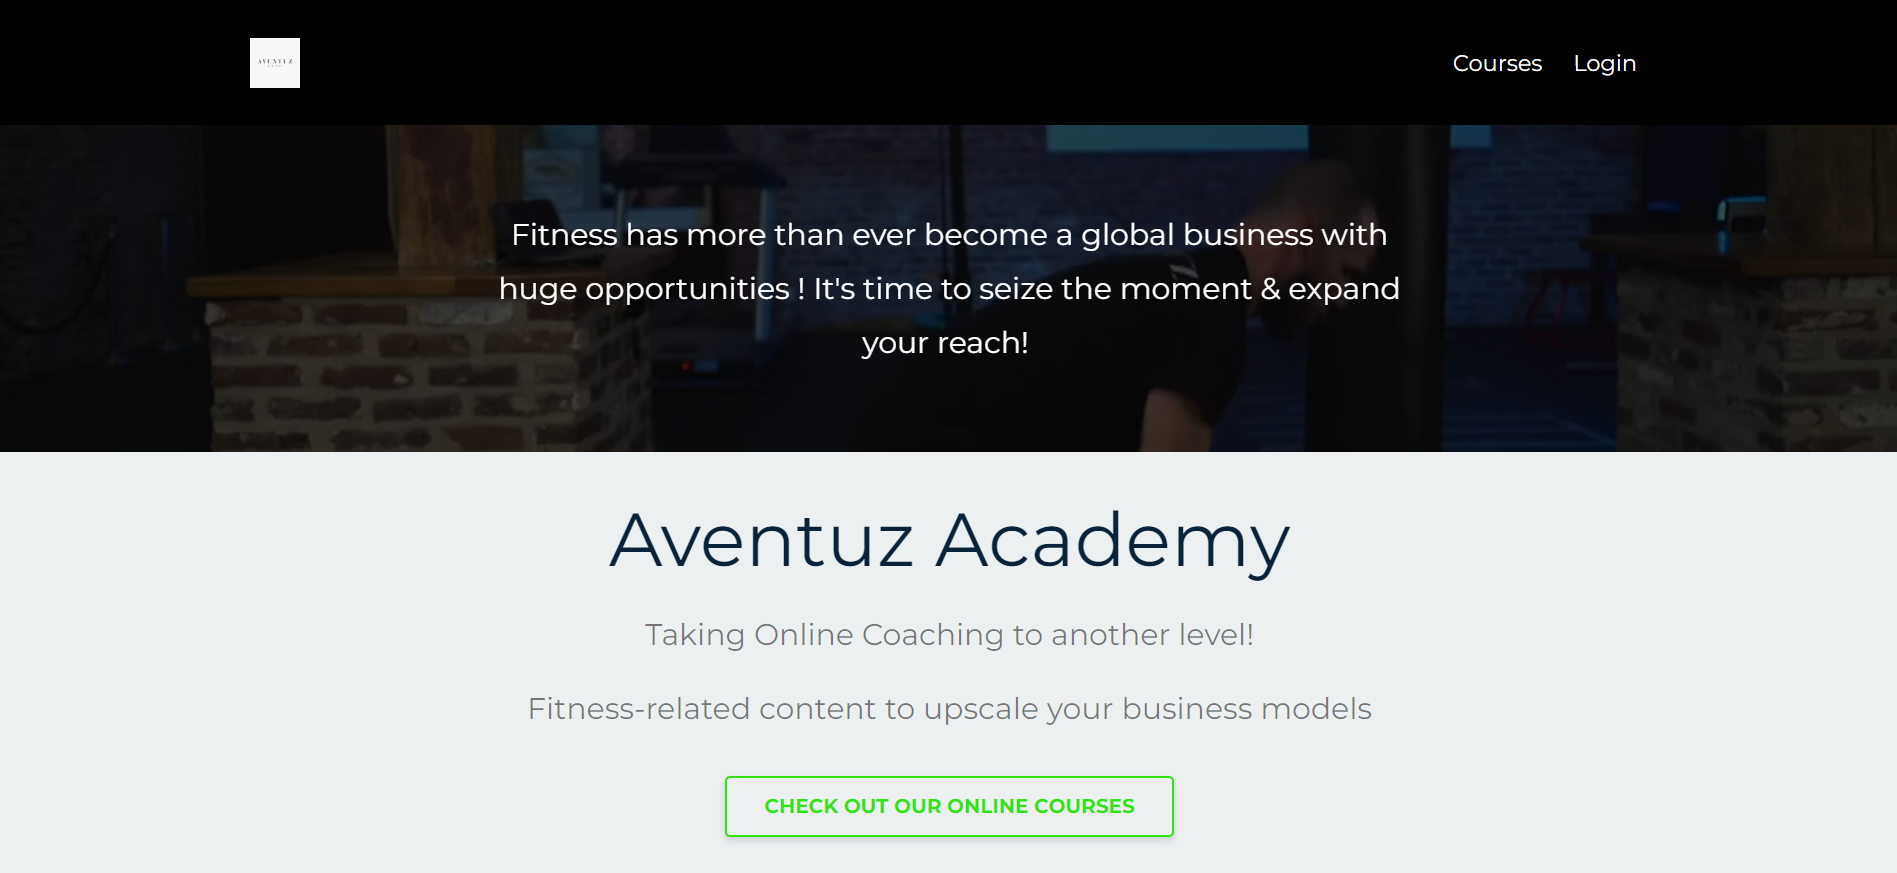 AVENTUZ
Courses Login
Fitness has more than ever become a global business with
huge opportunities ! It's time to seize the moment & expand
your reach!
Aventuz Academy
Taking Online Coaching to another level!
Fitness-related content to upscale your business models
CHECK OUT OUR ONLINE COURSES